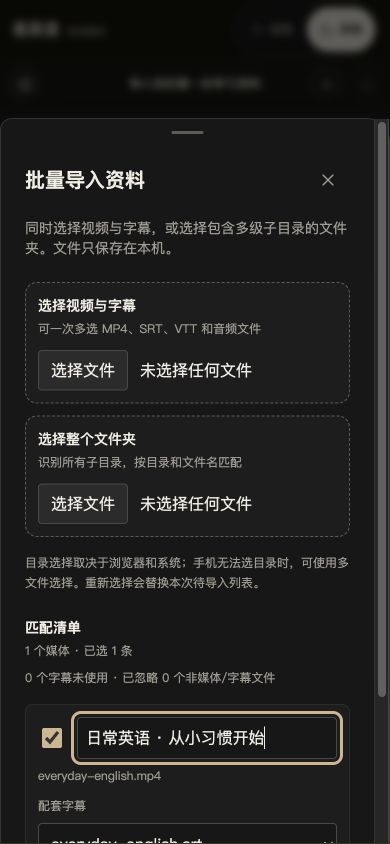 批量导入资料
同时选择视频与字幕，或选择包含多级子目录的文件
夹。文件只保存在本机。
选择视频与字幕
可一次多选 MP4、SRT、VTT 和音频文件
选择文件 未选择任何文件
选择整个文件夹
识别所有子目录，按目录和文件名匹配
选择文件 未选择任何文件
目录选择取决于浏览器和系统；手机无法选目录时，可使用多
文件选择。重新选择会替换本次待导入列表。
匹配清单
1 个媒体 · 已选 1 条
0 个字幕未使用 · 已忽略 0 个非媒体/字幕文件
日常英语 · 从小习惯开始
everyday-english.mp4
配套字幕
everyday-english.srt